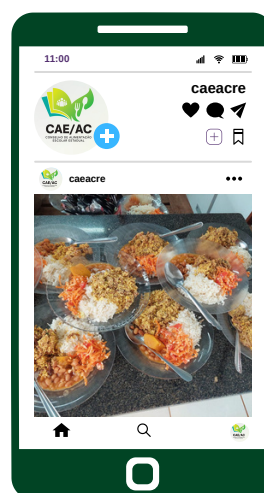 11:00
caeacre
CAE/AC
CONSELHO DE ALIMENTAÇÃO
ESCOLAR ESTADUAL
caeacre